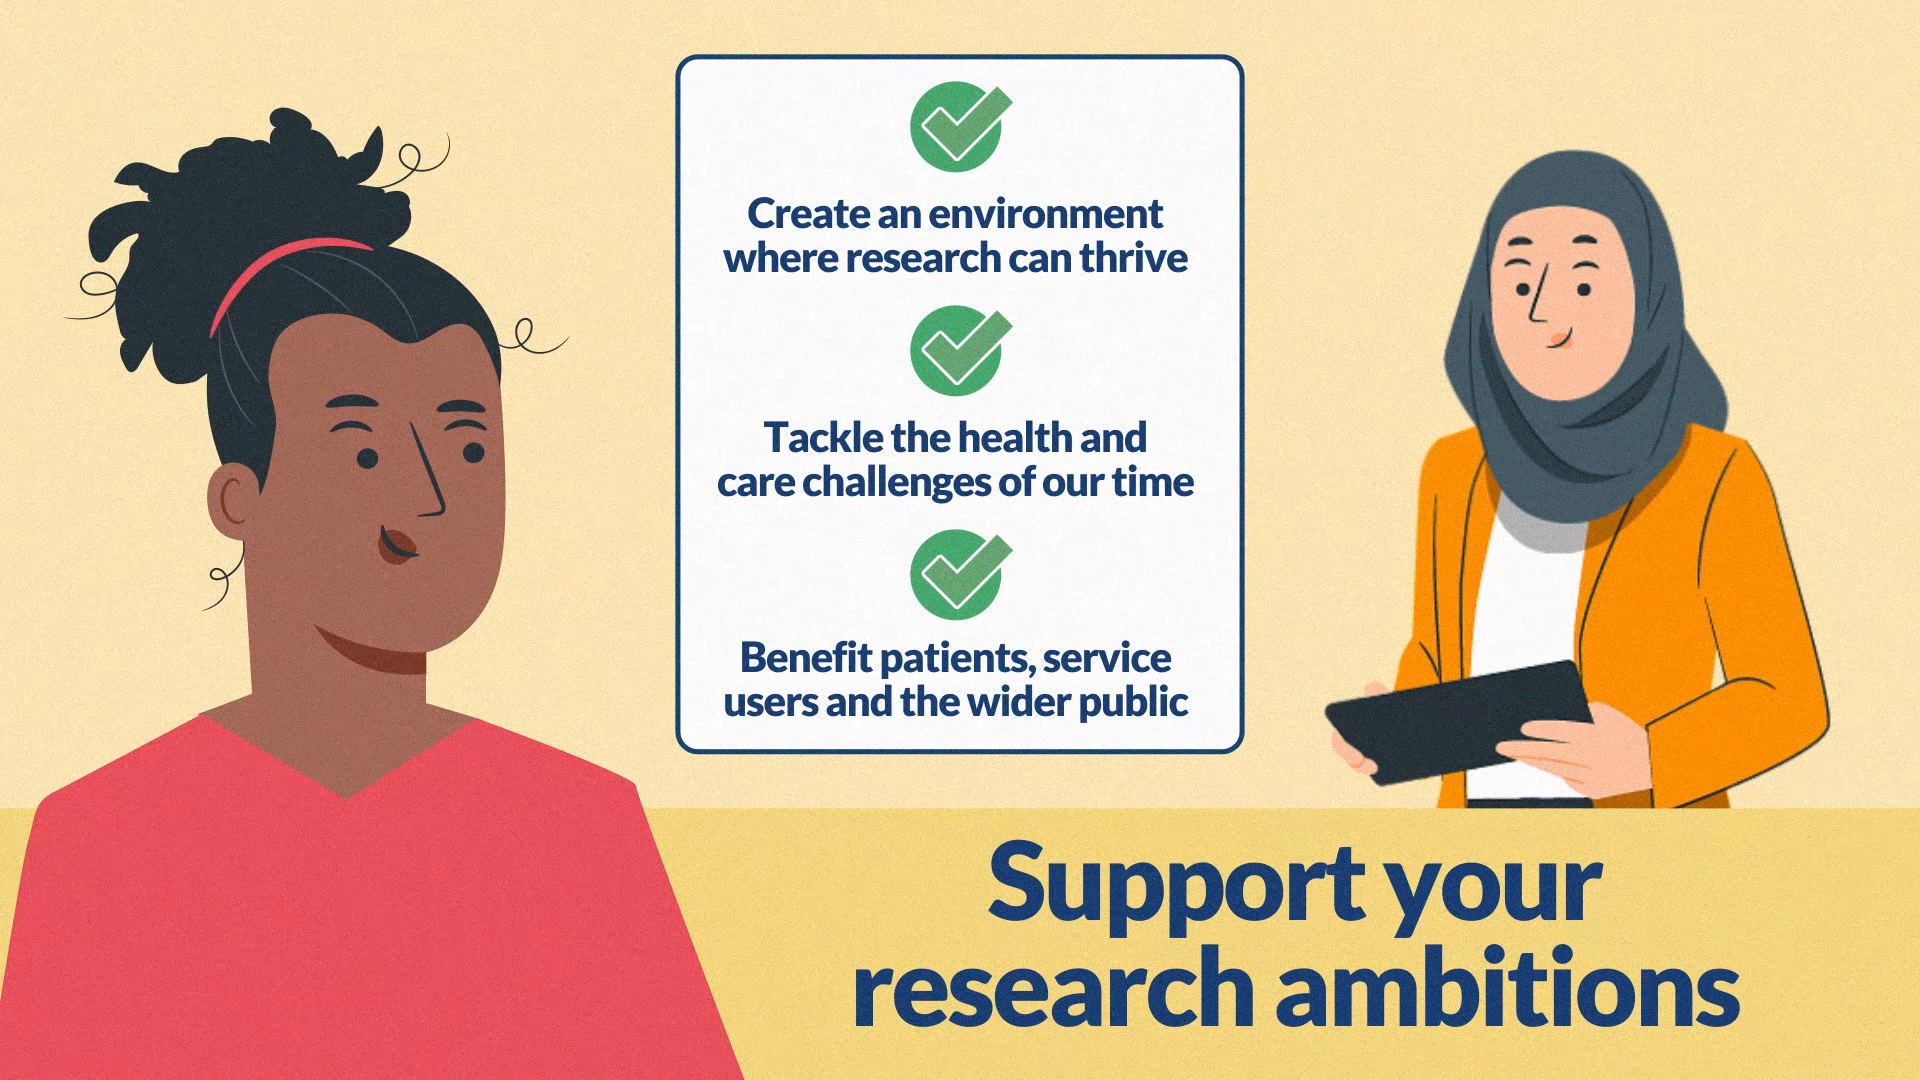 Create an environment
where research can thrive
Tackle the health and
care challenges of our time
Benefit patients, service
users and the wider public
Support your
research ambitions